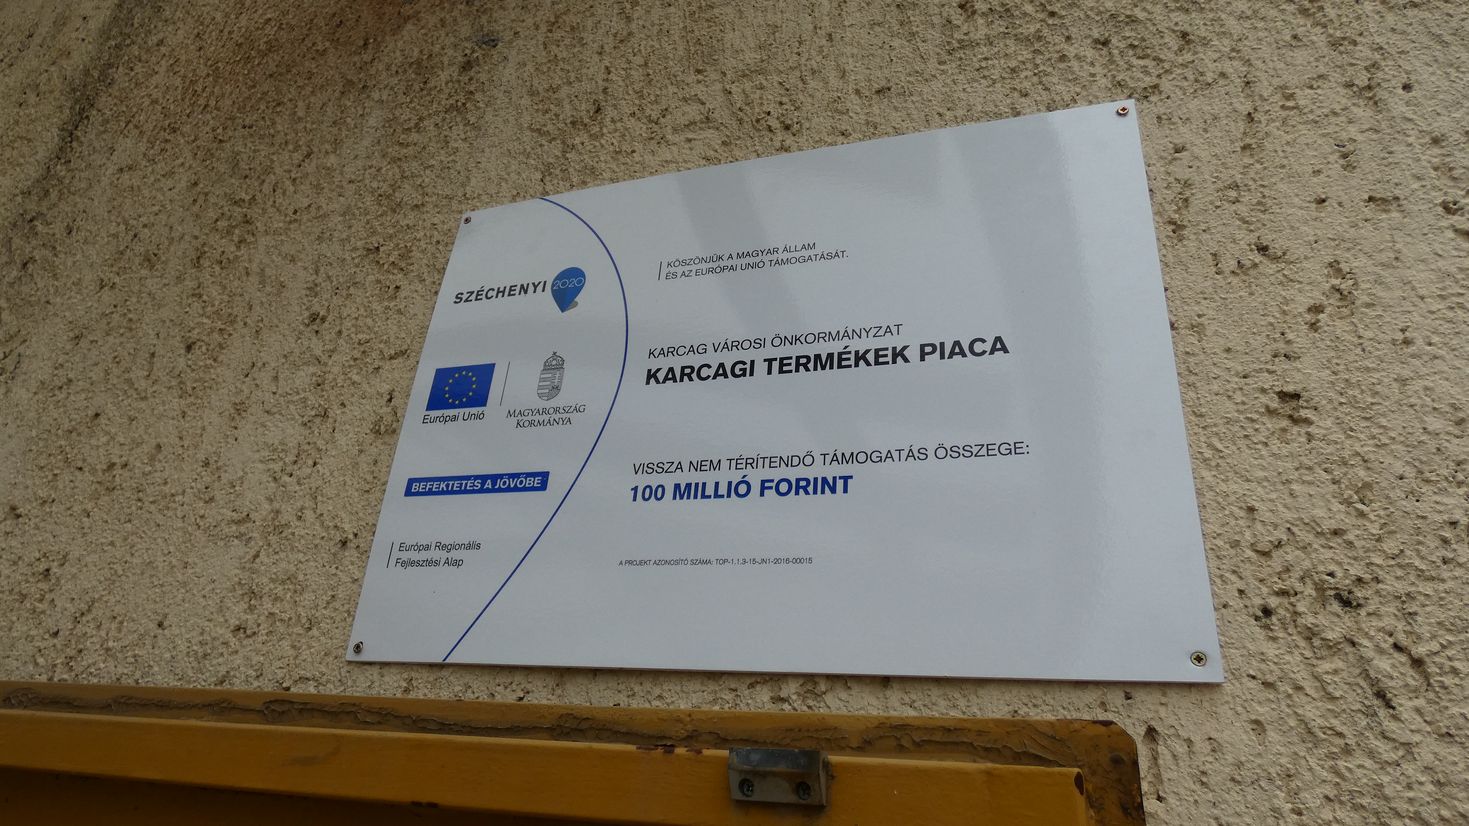 SZÉCHENYI 2020
Európai Unió
MAGYARORSZÁG
KORMÁNYA
BEFEKTETÉS A JÖVŐBE
Európai Regionális
Fejlesztési Alap
KÖSZÖNJÜK A MAGYAR ÁLLAM
ÉS AZ EURÓPAI UNIÓ TÁMOGATÁSÁT.
KARCAG VÁROSI ÖNKORMÁNYZAT
KARCAGI TERMÉKEK PIACA
VISSZA NEM TÉRÍTENDŐ TÁMOGATÁS ÖSSZEGE:
100 MILLIÓ FORINT
A PROJEKT AZONOSÍTÓ SZÁMA: TOP-1.1.3-15-JN1-2016-00015